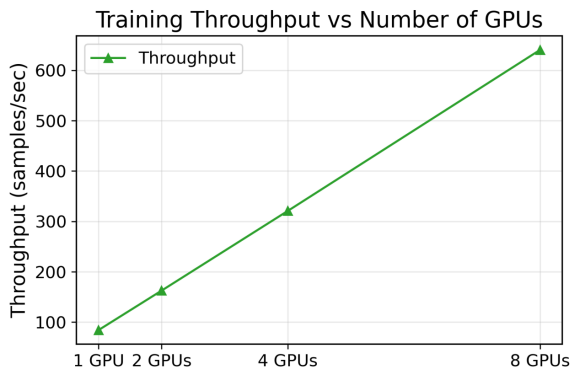 Training Throughput vs Number of GPUs
Throughput
Throughput (samples/sec)
600
500
400
300
200
100
1 GPU 2 GPUs 4 GPUs 8 GPUs